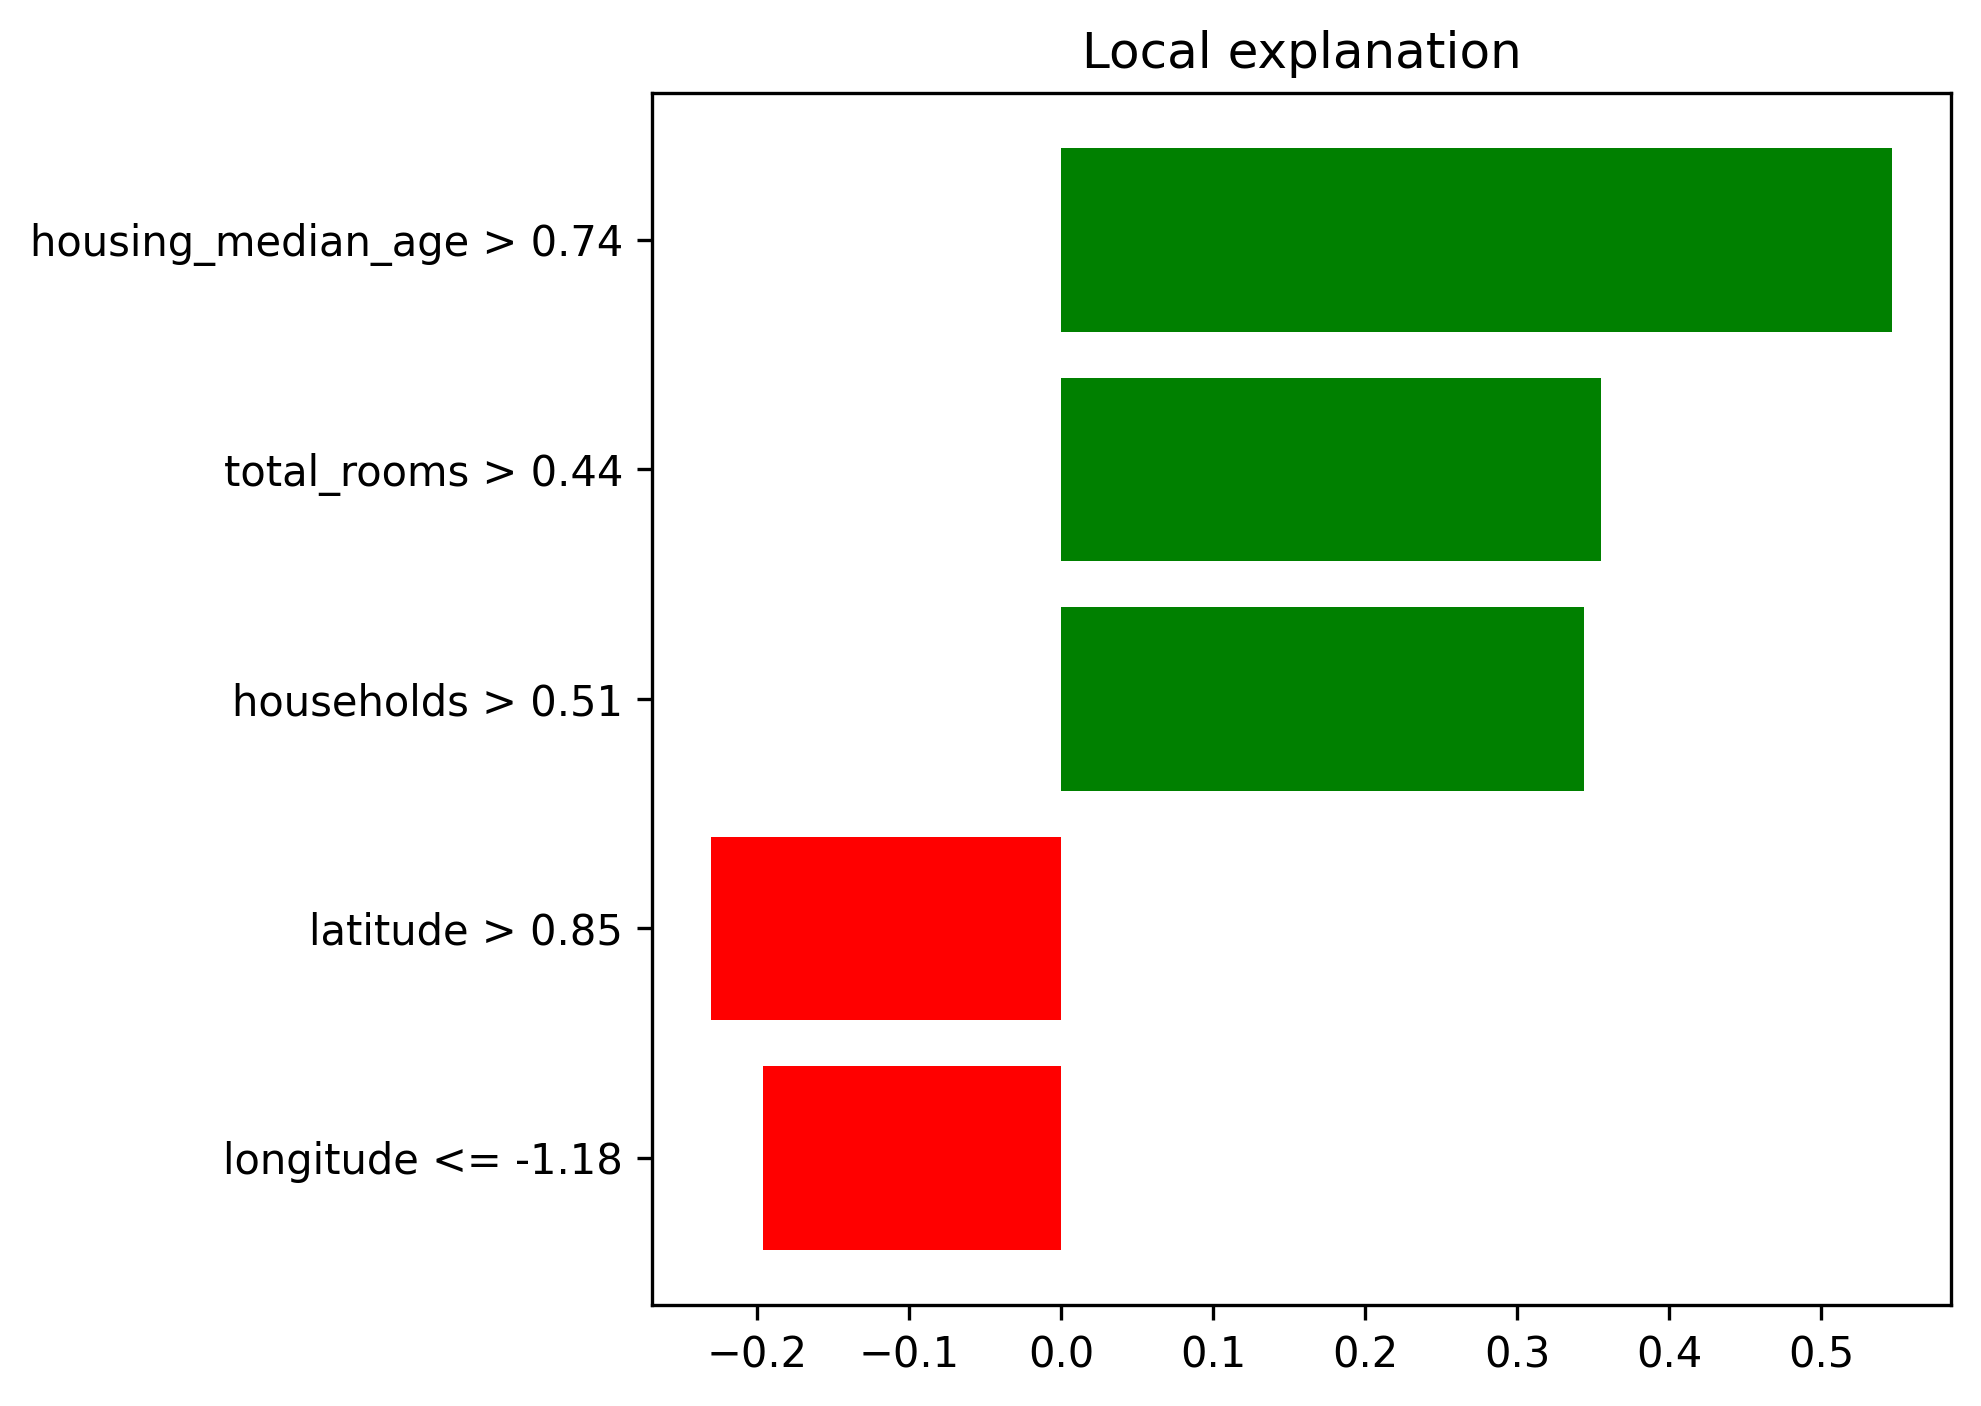 Local explanation
housing_median_age > 0.74
total_rooms > 0.44
households > 0.51
latitude > 0.85
longitude <= -1.18
−0.2 −0.1 0.0 0.1 0.2 0.3 0.4 0.5